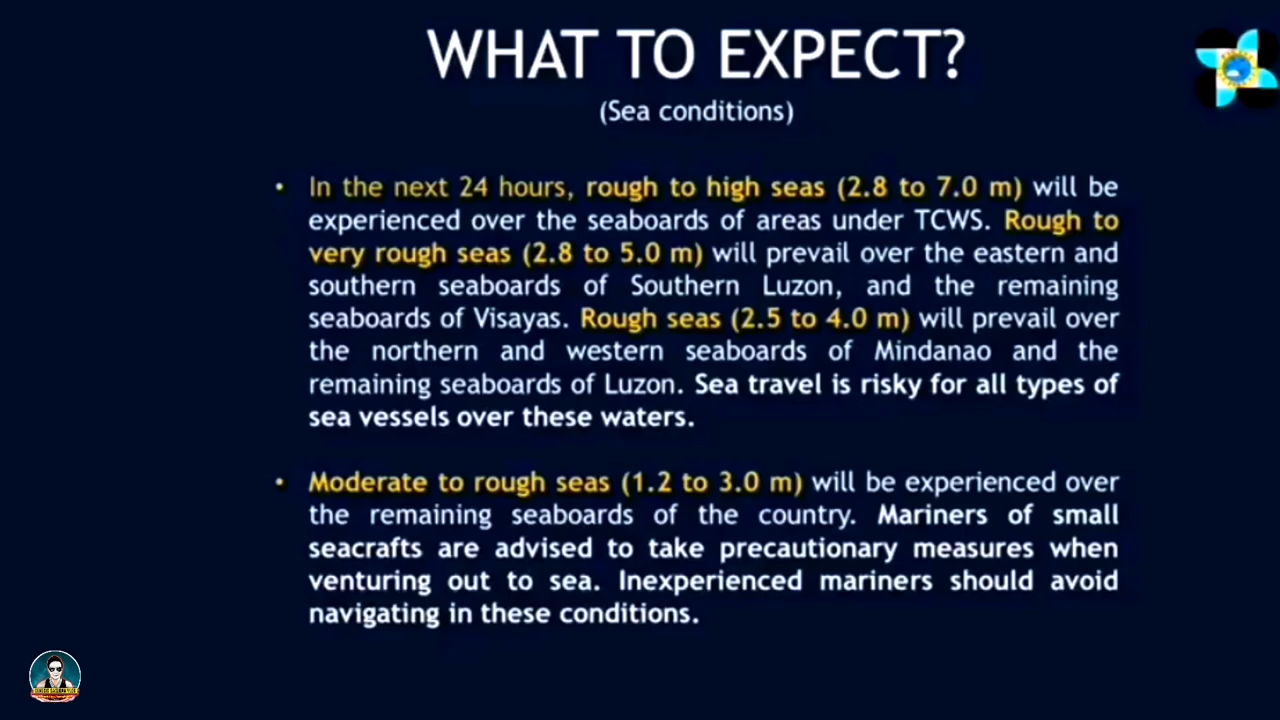 WHAT TO EXPECT?
(Sea conditions)
• In the next 24 hours, rough to high seas (2.8 to 7.0 m) will be
experienced over the seaboards of areas under TCWS. Rough to
very rough seas (2.8 to 5.0 m) will prevail over the eastern and
southern seaboards of Southern Luzon, and the remaining
seaboards of Visayas. Rough seas (2.5 to 4.0 m) will prevail over
the northern and western seaboards of Mindanao and the
remaining seaboards of Luzon. Sea travel is risky for all types of
sea vessels over these waters.
• Moderate to rough seas (1.2 to 3.0 m) will be experienced over
the remaining seaboards of the country. Mariners of small
seacrafts are advised to take precautionary measures when
venturing out to sea. Inexperienced mariners should avoid
navigating in these conditions.